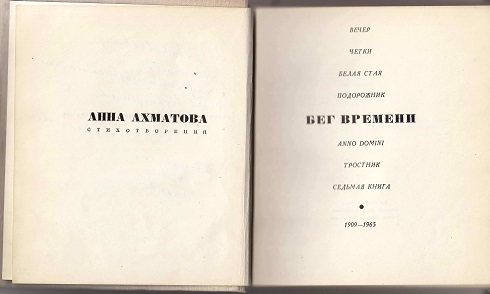 АННА АХМАТОВА
СТИХОТВОРЕНИЯ
ВЕЧЕР
ЧЕТКИ
БЕЛАЯ СТАЯ
ПОДОРОЖНИК
БЕГ ВРЕМЕНИ
ANNO DOMINI
ТРОСТНИК
СЕДЬМАЯ КНИГА
1909—1965